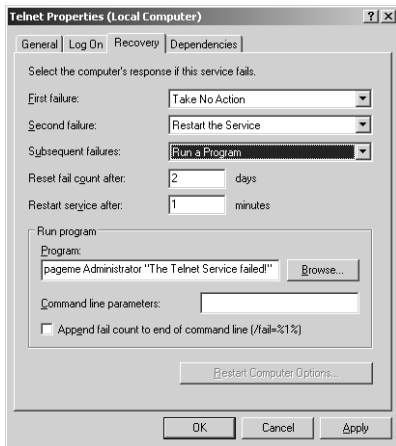 Telnet Properties (Local Computer)
General Log On Recovery Dependencies
Select the computer's response if this service fails.
First failure: Take No Action
Second failure: Restart the Service
Subsequent failures: Run a Program
Reset fail count after: 2 days
Restart service after: 1 minutes
Run program
Program:
pageme Administrator "The Telnet Service failed!" Browse...
Command line parameters:
Append fail count to end of command line (/fail=%1%)
Restart Computer Options...
OK Cancel Apply